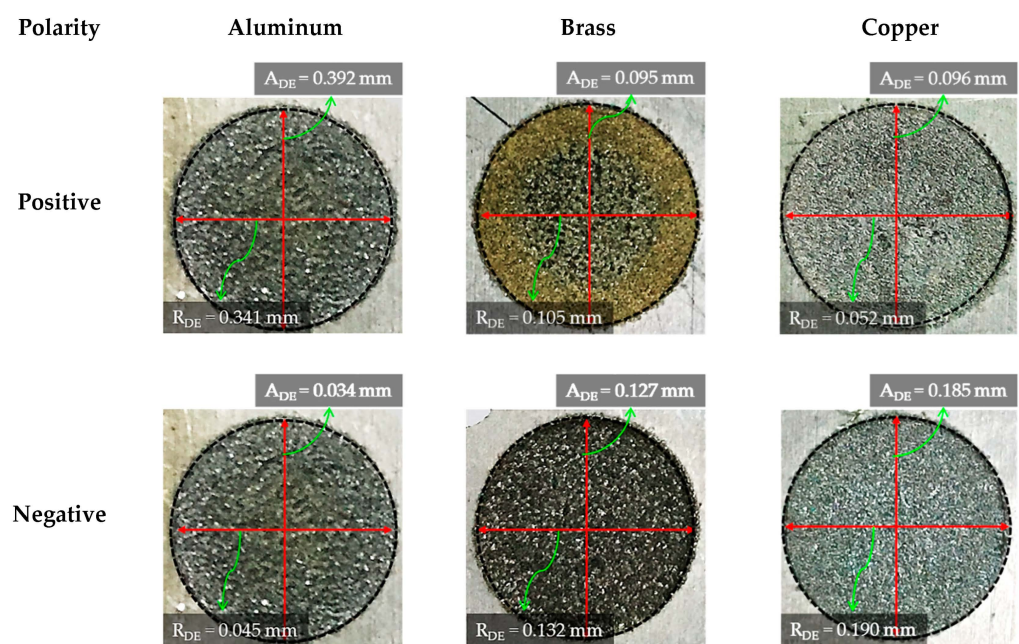 Polarity Aluminum Brass Copper
A_DE = 0.392 mm A_DE = 0.095 mm A_DE = 0.096 mm
Positive
R_DE = 0.341 mm R_DE = 0.105 mm R_DE = 0.052 mm
A_DE = 0.034 mm A_DE = 0.127 mm A_DE = 0.185 mm
Negative
R_DE = 0.045 mm R_DE = 0.132 mm R_DE = 0.190 mm